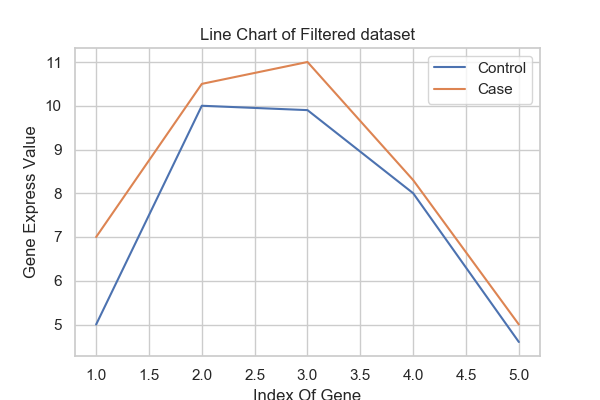 Line Chart of Filtered dataset
Control
Case
Gene Express Value
11
10
9
8
7
6
5
1.0 1.5 2.0 2.5 3.0 3.5 4.0 4.5 5.0
Index Of Gene